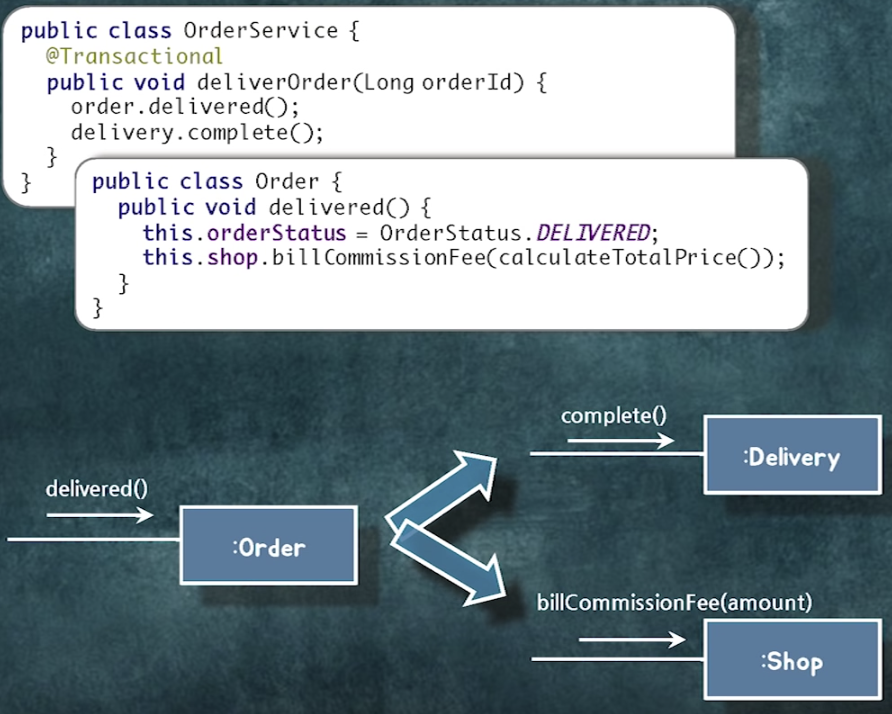 public class OrderService {
@Transactional
public void deliverOrder(Long orderId) {
order.delivered();
delivery.complete();
}
}
public class Order {
public void delivered() {
this.orderStatus = OrderStatus.DELIVERED;
this.shop.billCommissionFee(calculateTotalPrice());
}
}
complete()
:Delivery
delivered()
:Order
billCommissionFee(amount)
:Shop